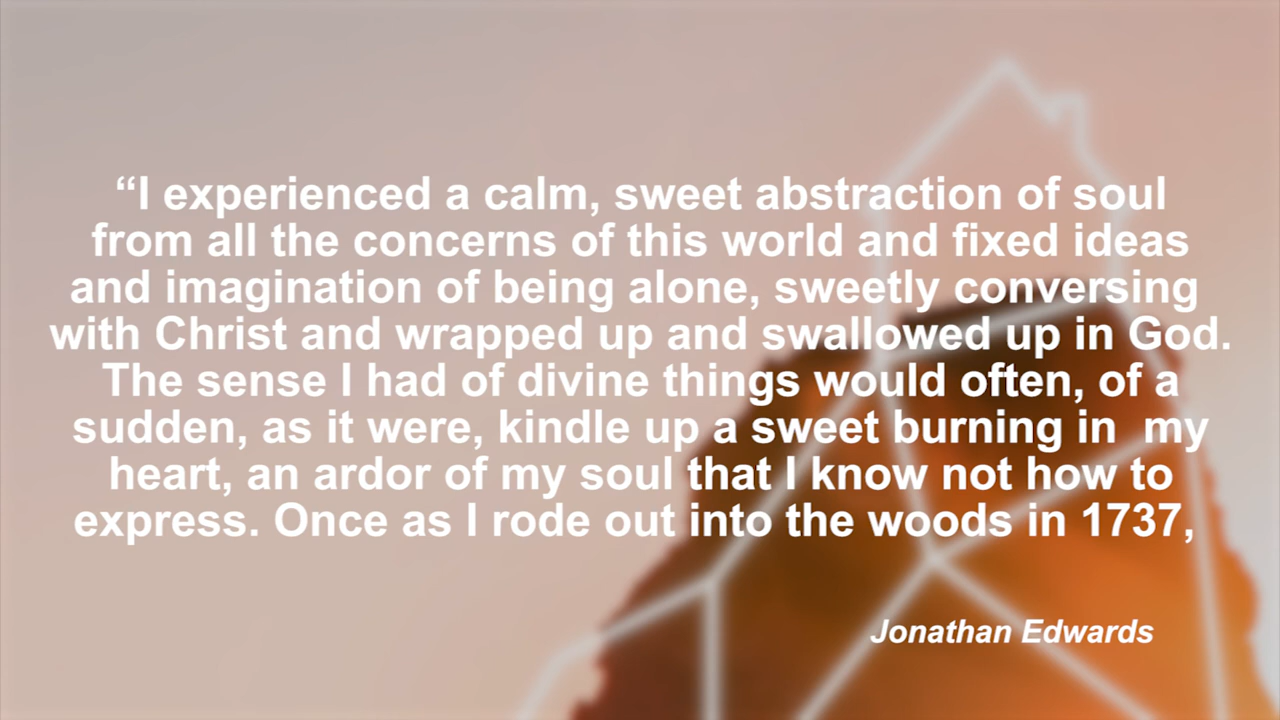 “I experienced a calm, sweet abstraction of soul
from all the concerns of this world and fixed ideas
and imagination of being alone, sweetly conversing
with Christ and wrapped up and swallowed up in God.
The sense I had of divine things would often, of a
sudden, as it were, kindle up a sweet burning in  my
heart, an ardor of my soul that I know not how to
express. Once as I rode out into the woods in 1737,
Jonathan Edwards